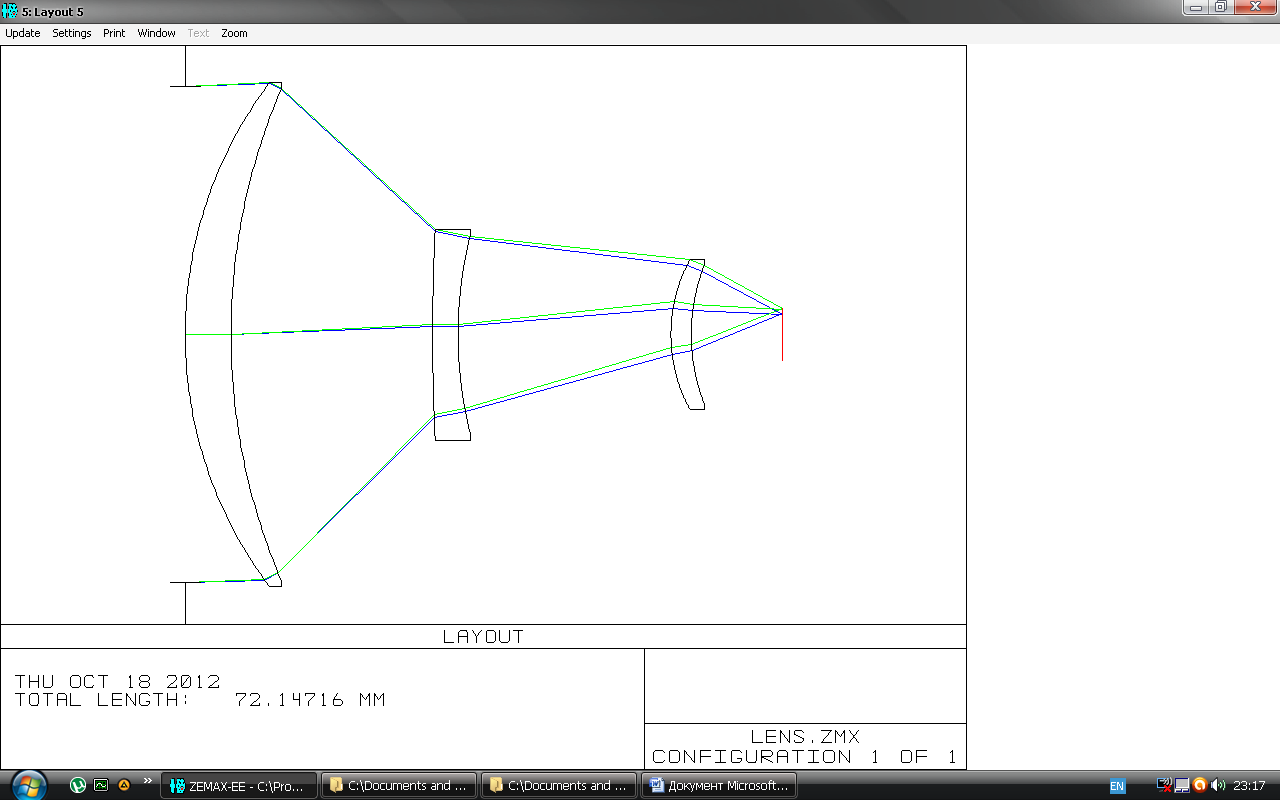 5: Layout 5
Update Settings Print Window Text Zoom
LAYOUT
THU OCT 18 2012
TOTAL LENGTH: 72.14716 MM
LENS.ZMX
CONFIGURATION 1 OF 1
ZEMAX-EE - C:\Pro...
C:\Documents and ...
C:\Documents and ...
Документ Microsoft...
EN
23:17